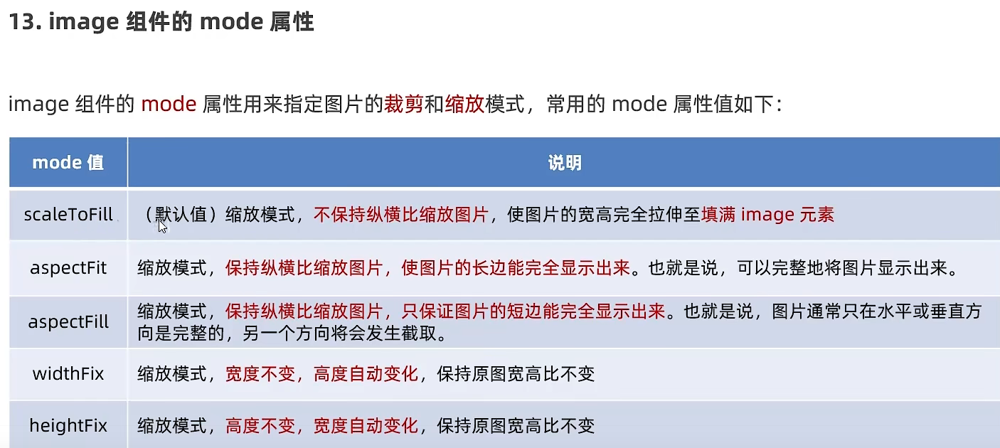 13. image 组件的 mode 属性
image 组件的 mode 属性用来指定图片的裁剪和缩放模式，常用的 mode 属性值如下：
mode 值 说明
scaleToFill （默认值）缩放模式，不保持纵横比缩放图片，使图片的宽高完全拉伸至填满 image 元素
aspectFit 缩放模式，保持纵横比缩放图片，使图片的长边能完全显示出来。也就是说，可以完整地将图片显示出来。
aspectFill 缩放模式，保持纵横比缩放图片，只保证图片的短边能完全显示出来。也就是说，图片通常只在水平或垂直方
向是完整的，另一个方向将会发生截取。
widthFix 缩放模式，宽度不变，高度自动变化，保持原图宽高比不变
heightFix 缩放模式，高度不变，宽度自动变化，保持原图宽高比不变